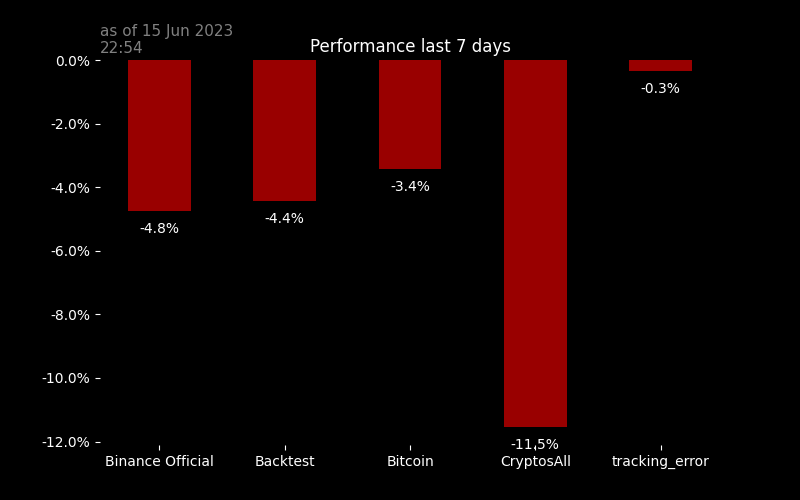 as of 15 Jun 2023
22:54
Performance last 7 days
0.0%
-2.0%
-4.0%
-6.0%
-8.0%
-10.0%
-12.0%
-4.8%
-4.4%
-3.4%
-11.5%
-0.3%
Binance Official
Backtest
Bitcoin
CryptosAll
tracking_error